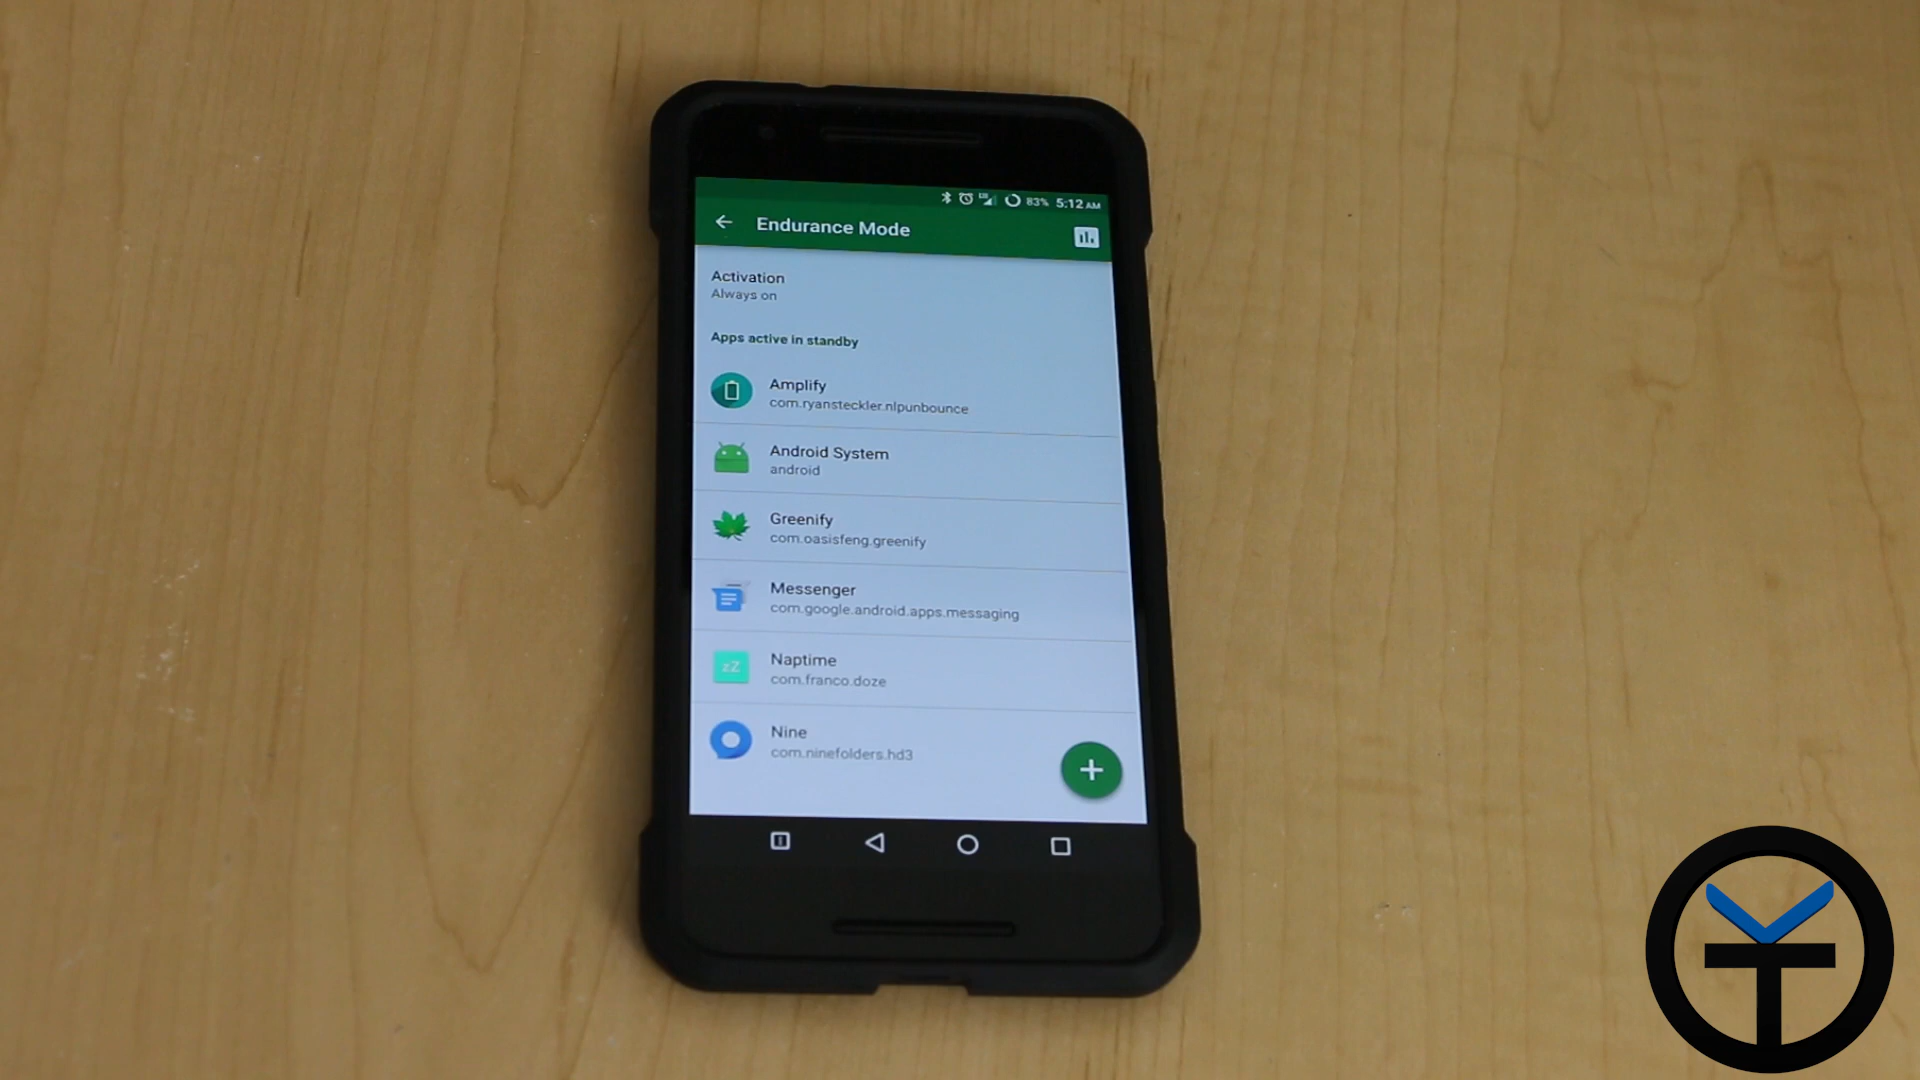 83% 5:12 AM
Endurance Mode
Activation
Always on
Apps active in standby
Amplify
com.ryansteckler.nlpunbounce
Android System
android
Greenify
com.oasisfeng.greenify
Messenger
com.google.android.apps.messaging
zZ
Naptime
com.franco.doze
Nine
com.ninefolders.hd3